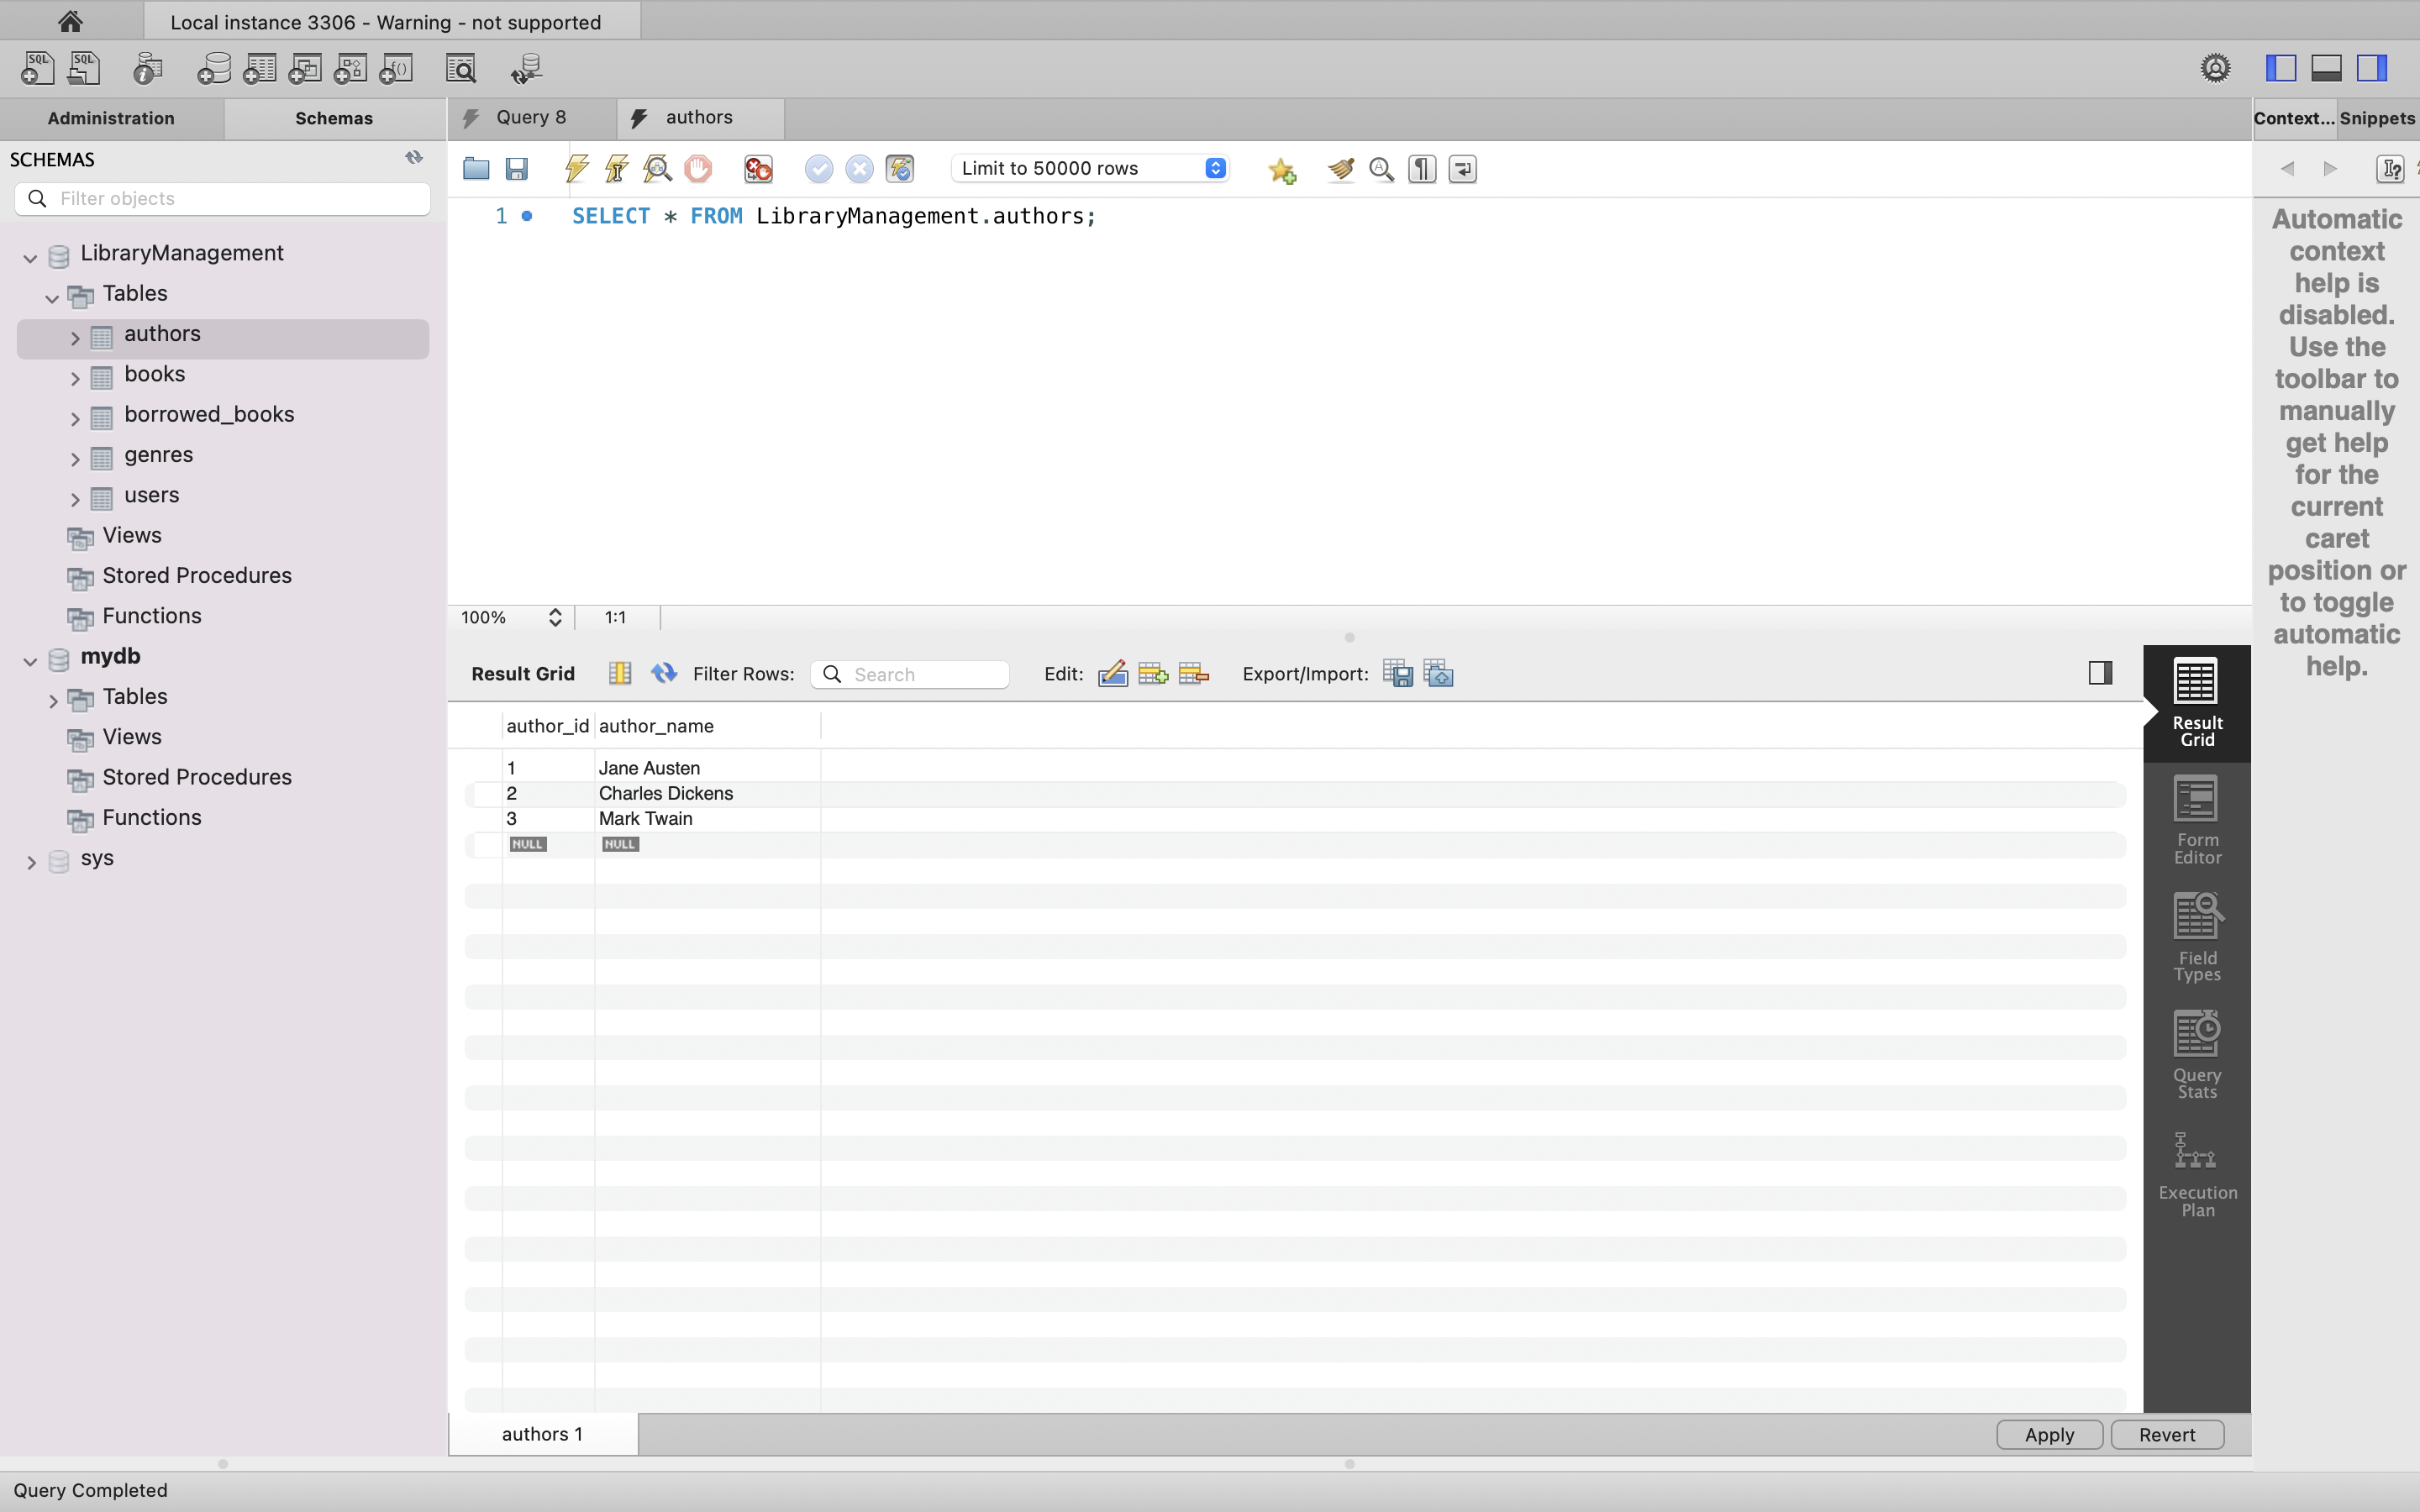 Local instance 3306 - Warning - not supported
SQL
SQL
Administration
Schemas
Query 8
authors
Context...
Snippets
SCHEMAS
Filter objects
Limit to 50000 rows
1
SELECT * FROM LibraryManagement.authors;
LibraryManagement
Tables
authors
books
borrowed_books
genres
users
Views
Stored Procedures
Functions
mydb
Tables
Views
Stored Procedures
Functions
sys
Automatic
context
help is
disabled.
Use the
toolbar to
manually
get help
for the
current
caret
position or
to toggle
automatic
help.
100%
1:1
Result Grid
Filter Rows:
Search
Edit:
Export/Import:
author_id author_name
1 Jane Austen
2 Charles Dickens
3 Mark Twain
NULL NULL
Result
Grid
Form
Editor
Field
Types
Query
Stats
Execution
Plan
authors 1
Apply
Revert
Query Completed